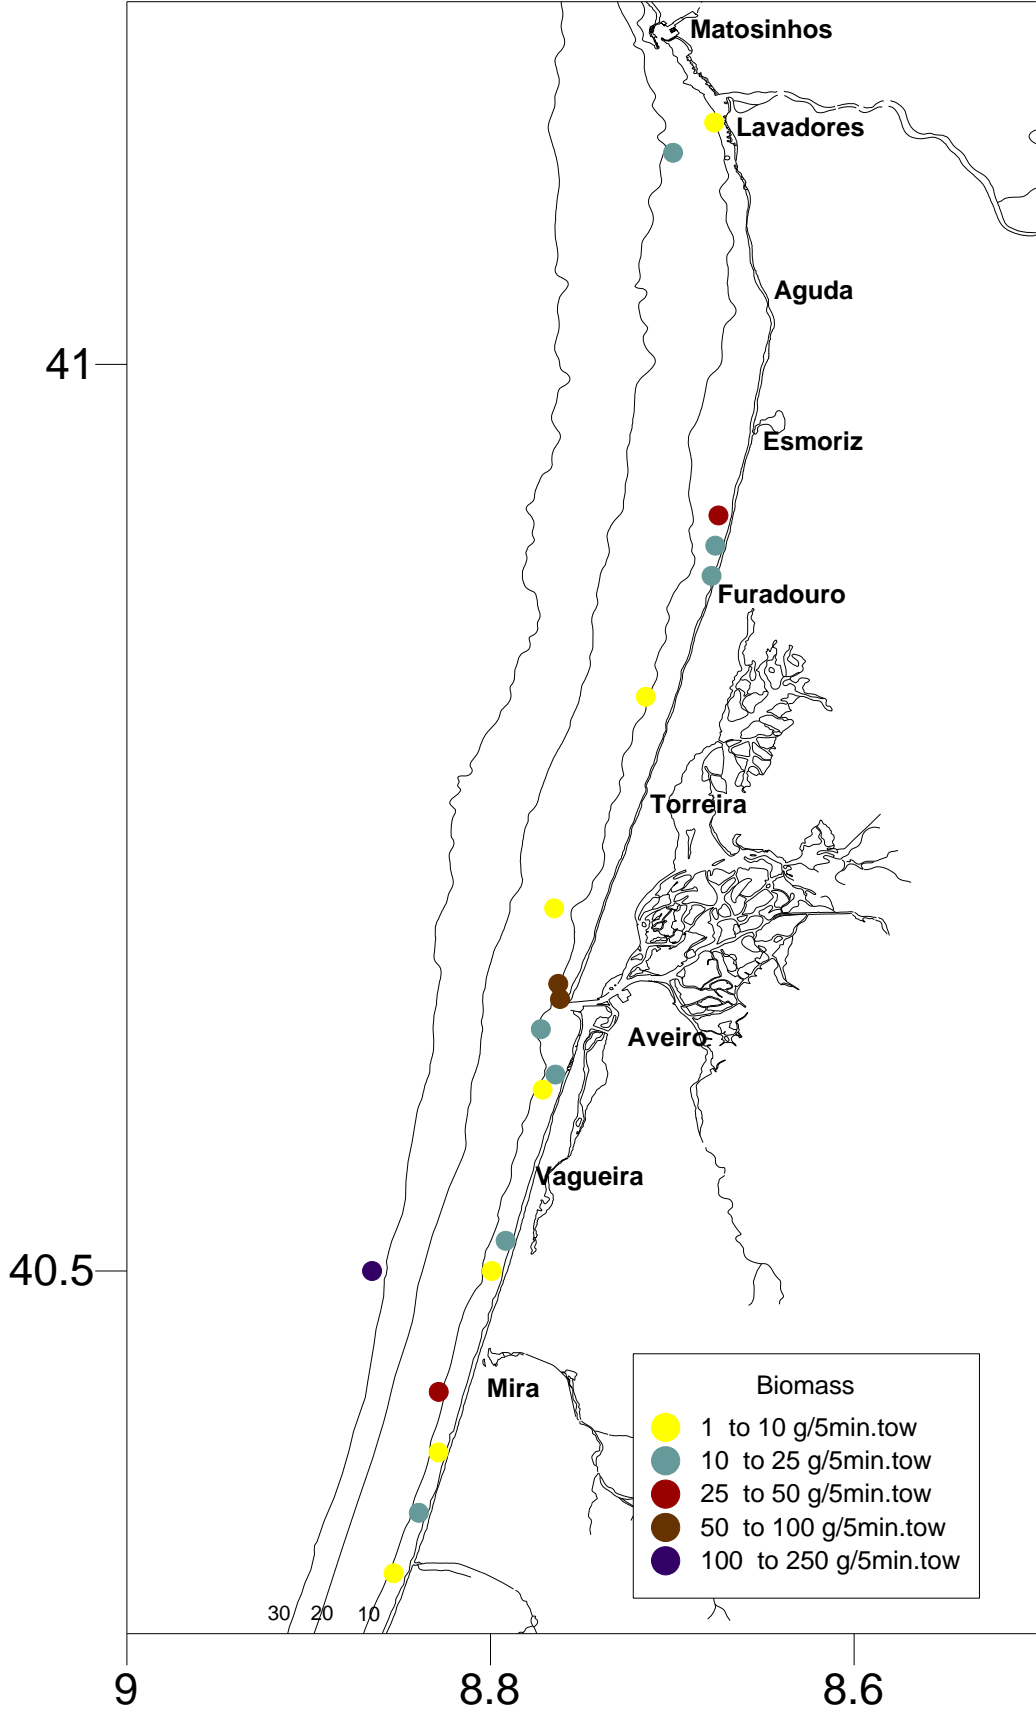 Matosinhos
Lavadores
Aguda
41
Esmoriz
Furadouro
Torreira
Aveiro
Vagueira
40.5
Mira
Biomass
1 to 10 g/5min.tow
10 to 25 g/5min.tow
25 to 50 g/5min.tow
50 to 100 g/5min.tow
100 to 250 g/5min.tow
30 20 10
9 8.8 8.6